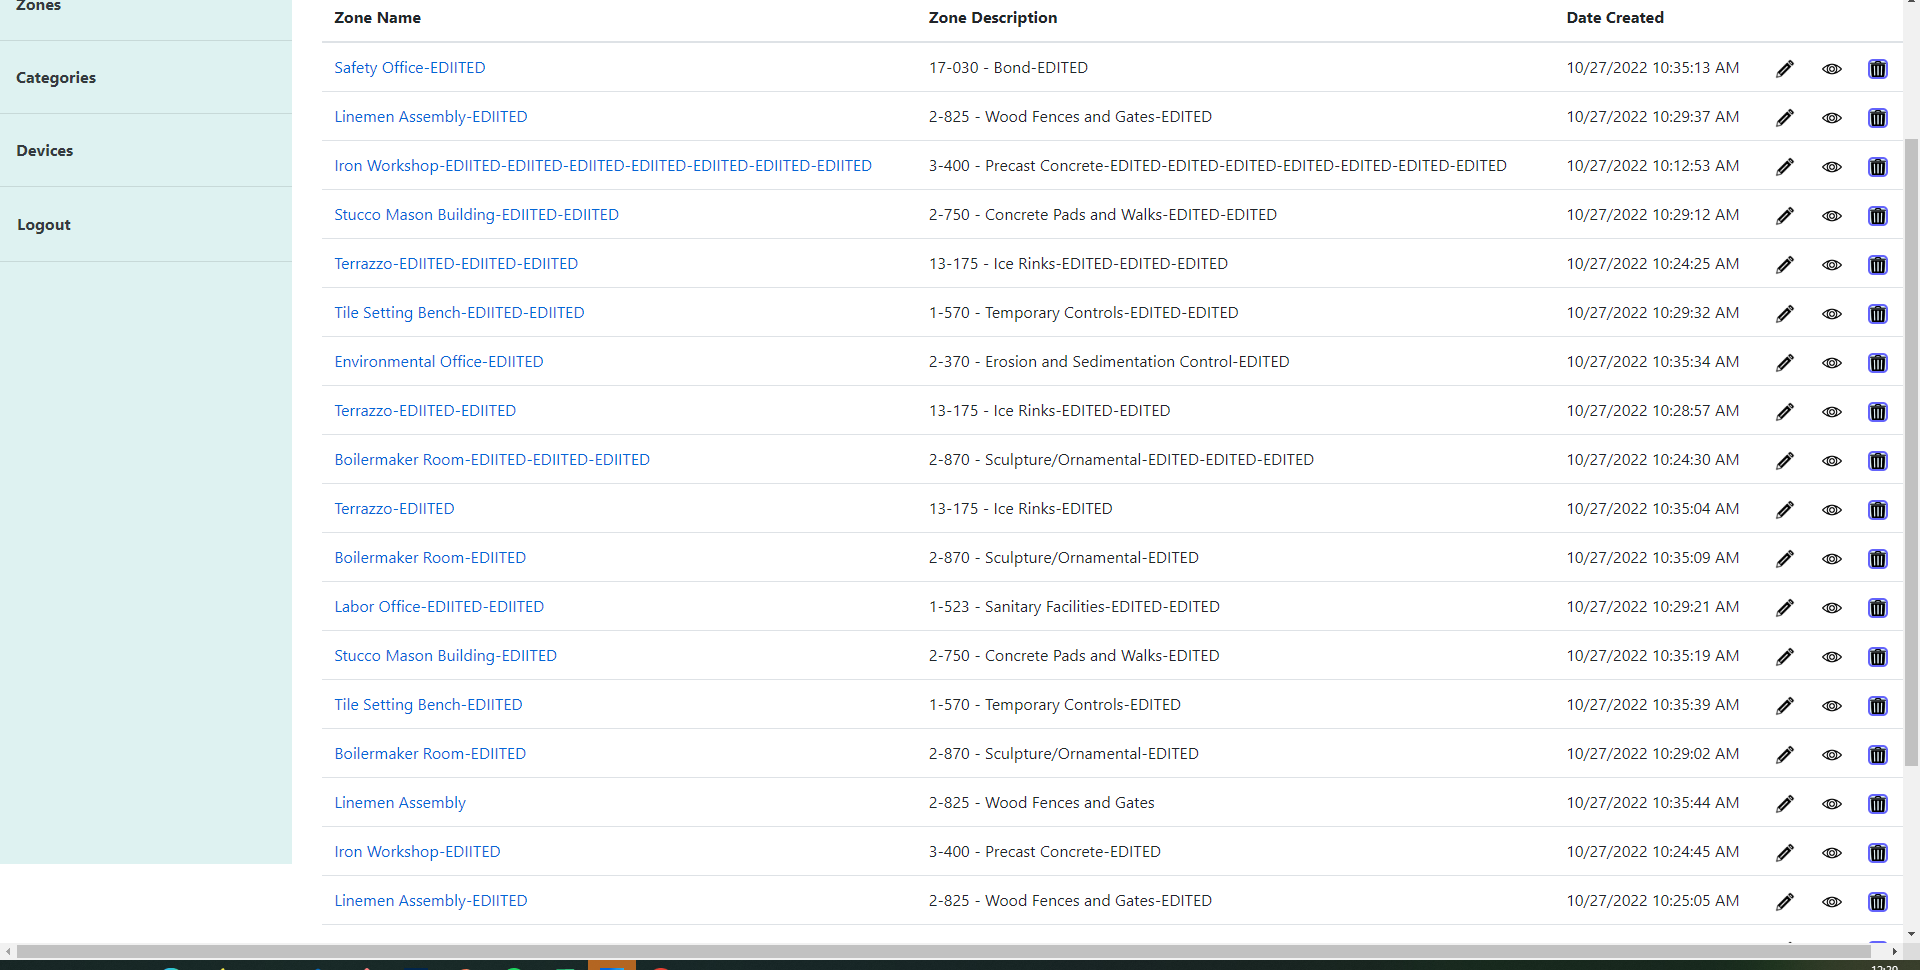 Zones
Categories
Devices
Logout
Zone Name Zone Description Date Created
Safety Office-EDIITED 17-030 - Bond-EDITED 10/27/2022 10:35:13 AM
Linemen Assembly-EDIITED 2-825 - Wood Fences and Gates-EDITED 10/27/2022 10:29:37 AM
Iron Workshop-EDIITED-EDIITED-EDIITED-EDIITED-EDIITED-EDIITED-EDIITED 3-400 - Precast Concrete-EDITED-EDITED-EDITED-EDITED-EDITED-EDITED-EDITED 10/27/2022 10:12:53 AM
Stucco Mason Building-EDIITED-EDIITED 2-750 - Concrete Pads and Walks-EDITED-EDITED 10/27/2022 10:29:12 AM
Terrazzo-EDIITED-EDIITED-EDIITED 13-175 - Ice Rinks-EDITED-EDITED-EDITED 10/27/2022 10:24:25 AM
Tile Setting Bench-EDIITED-EDIITED 1-570 - Temporary Controls-EDITED-EDITED 10/27/2022 10:29:32 AM
Environmental Office-EDIITED 2-370 - Erosion and Sedimentation Control-EDITED 10/27/2022 10:35:34 AM
Terrazzo-EDIITED-EDIITED 13-175 - Ice Rinks-EDITED-EDITED 10/27/2022 10:28:57 AM
Boilermaker Room-EDIITED-EDIITED-EDIITED 2-870 - Sculpture/Ornamental-EDITED-EDITED-EDITED 10/27/2022 10:24:30 AM
Terrazzo-EDIITED 13-175 - Ice Rinks-EDITED 10/27/2022 10:35:04 AM
Boilermaker Room-EDIITED 2-870 - Sculpture/Ornamental-EDITED 10/27/2022 10:35:09 AM
Labor Office-EDIITED-EDIITED 1-523 - Sanitary Facilities-EDITED-EDITED 10/27/2022 10:29:21 AM
Stucco Mason Building-EDIITED 2-750 - Concrete Pads and Walks-EDITED 10/27/2022 10:35:19 AM
Tile Setting Bench-EDIITED 1-570 - Temporary Controls-EDITED 10/27/2022 10:35:39 AM
Boilermaker Room-EDIITED 2-870 - Sculpture/Ornamental-EDITED 10/27/2022 10:29:02 AM
Linemen Assembly 2-825 - Wood Fences and Gates 10/27/2022 10:35:44 AM
Iron Workshop-EDIITED 3-400 - Precast Concrete-EDITED 10/27/2022 10:24:45 AM
Linemen Assembly-EDIITED 2-825 - Wood Fences and Gates-EDITED 10/27/2022 10:25:05 AM